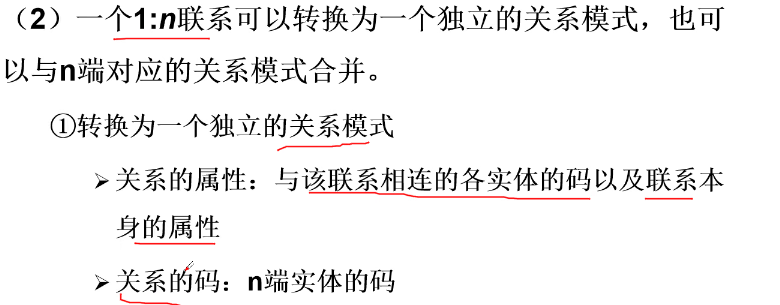 （2）一个1:n联系可以转换为一个独立的关系模式，也可
以与n端对应的关系模式合并。
①转换为一个独立的关系模式
➢ 关系的属性：与该联系相连的各实体的码以及联系本
身的属性
➢ 关系的码：n端实体的码